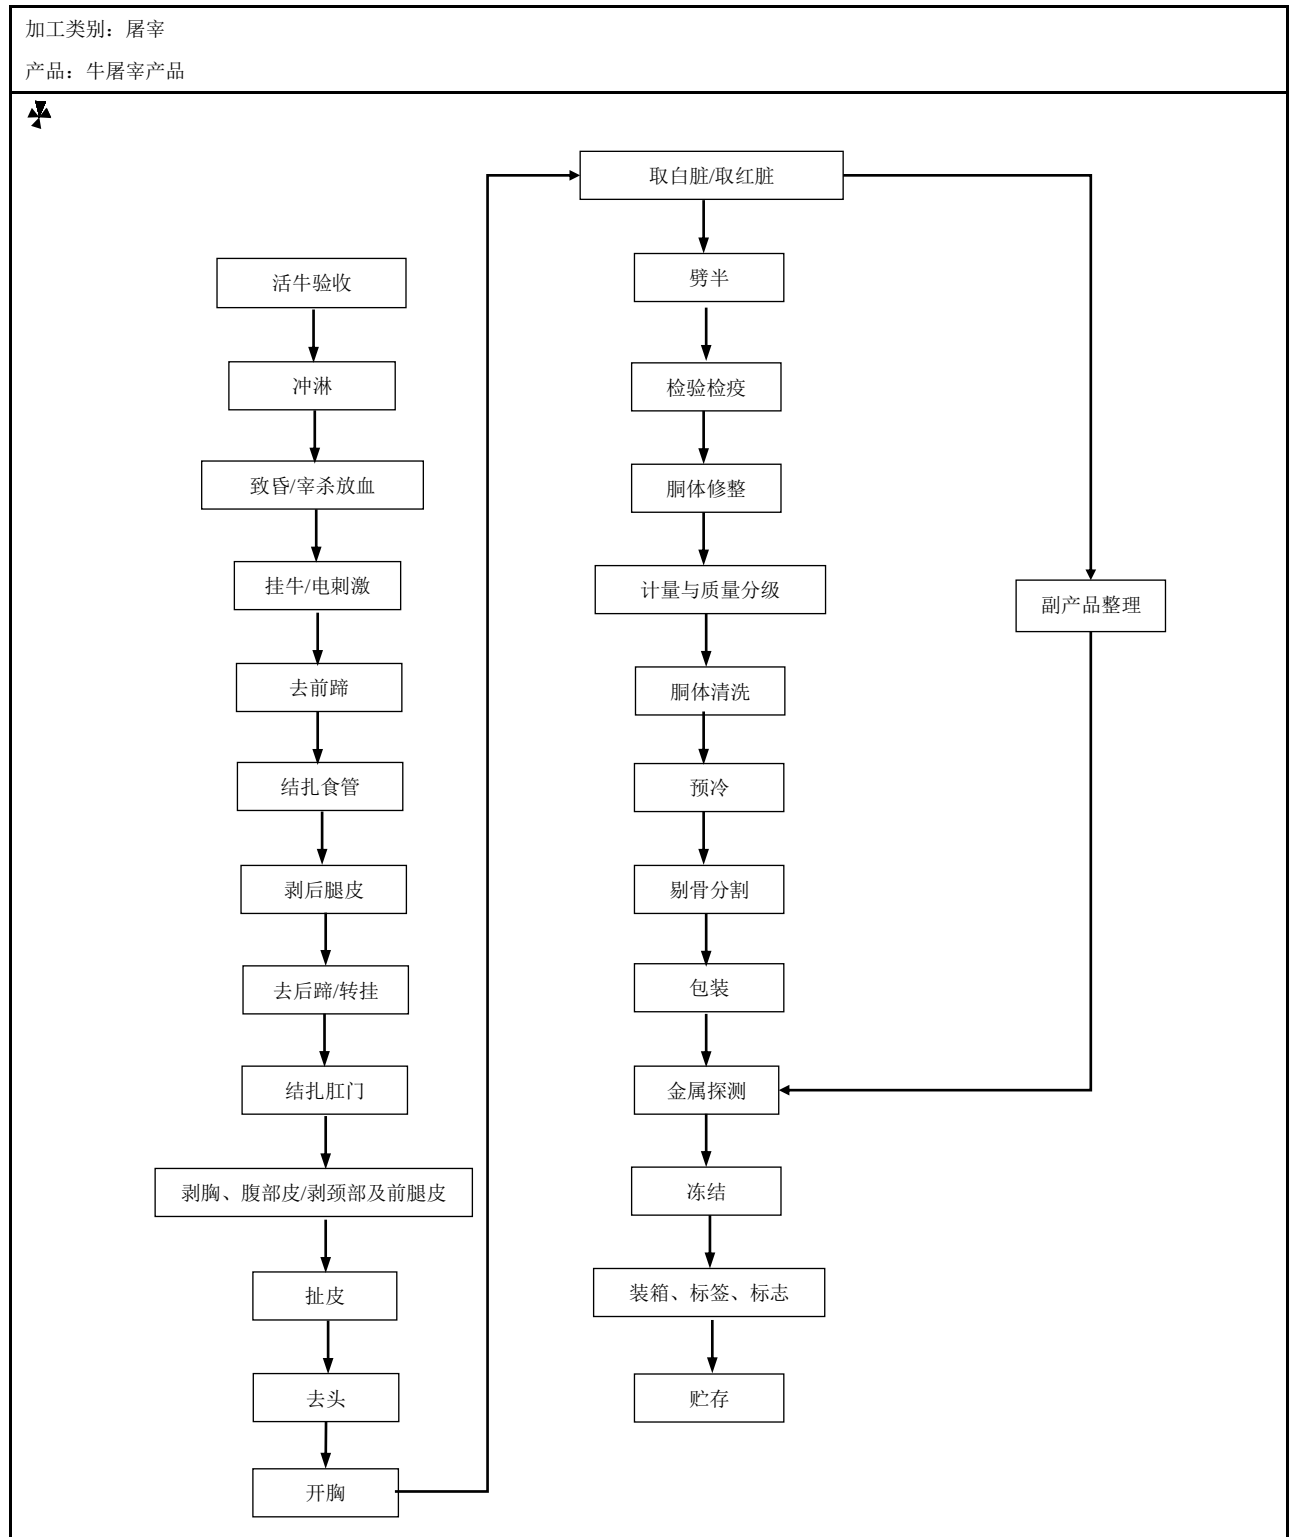 加工类别：屠宰
产品：牛屠宰产品
活牛验收
冲淋
致昏/宰杀放血
挂牛/电刺激
去前蹄
结扎食管
剥后腿皮
去后蹄/转挂
结扎肛门
剥胸、腹部皮/剥颈部及前腿皮
扯皮
去头
开胸
取白脏/取红脏
劈半
检验检疫
胴体修整
计量与质量分级
胴体清洗
预冷
剔骨分割
包装
金属探测
冻结
装箱、标签、标志
贮存
副产品整理